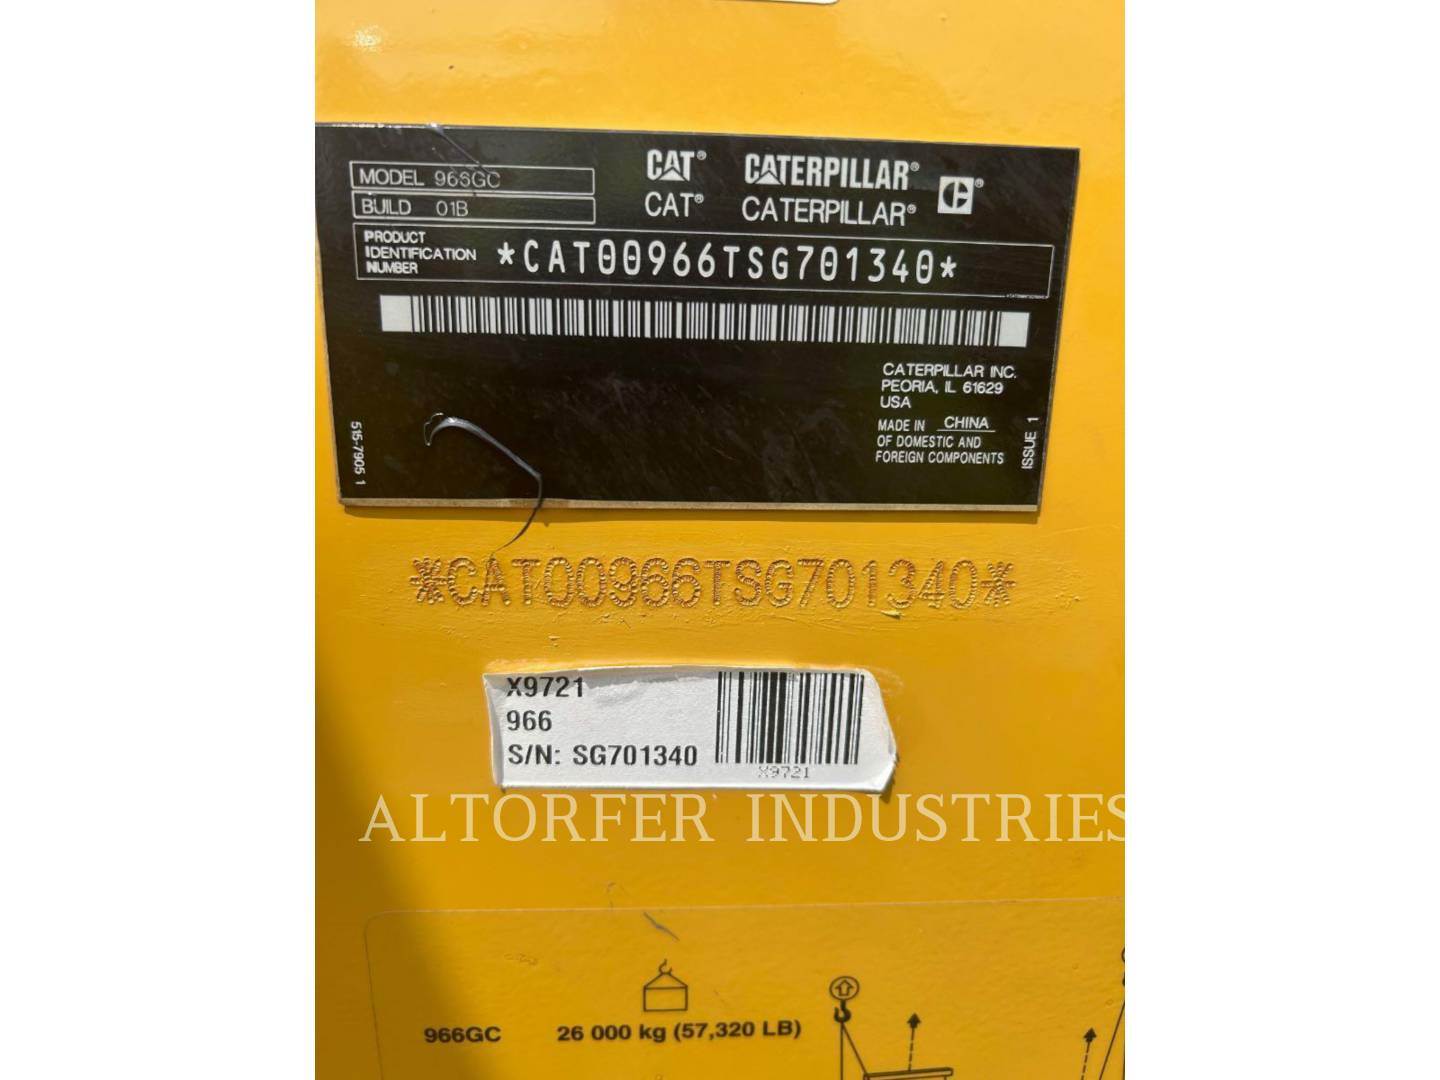 MODEL 966GC
BUILD 01B
CAT® CATERPILLAR® C®
CAT® CATERPILLAR®
PRODUCT
IDENTIFICATION
NUMBER
*CAT00966TSG701340*
CATERPILLAR INC.
PEORIA, IL 61629
USA
MADE IN CHINA
OF DOMESTIC AND
FOREIGN COMPONENTS
515-7905 1
ISSUE 1
*CAT00966TSG701340*
X9721
966
S/N: SG701340
X9721
ALTORFER INDUSTRIES
966GC 26 000 kg (57,320 LB)